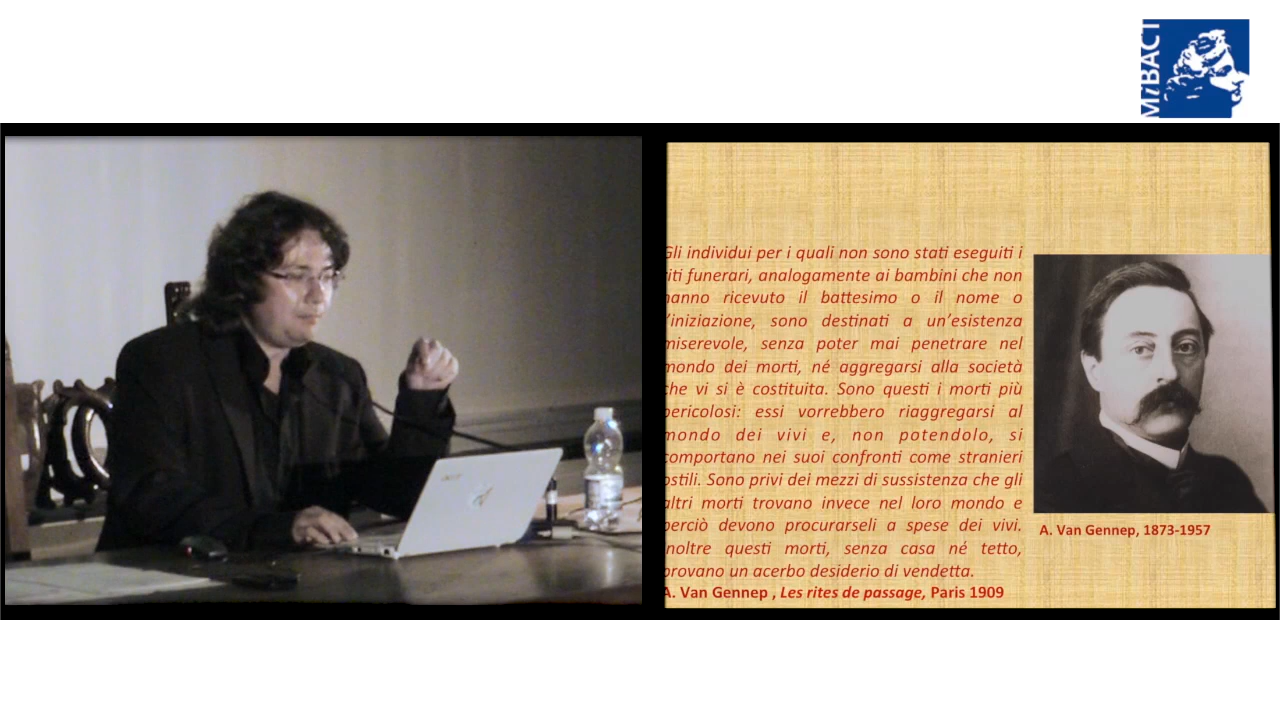 MiBACT
Gli individui per i quali non sono stati eseguiti i
riti funerari, analogamente ai bambini che non
hanno ricevuto il battesimo o il nome o
l'iniziazione, sono destinati a un'esistenza
miserevole, senza poter mai penetrare nel
mondo dei morti, né aggregarsi alla società
che vi si è costituita. Sono questi i morti più
pericolosi: essi vorrebbero riaggregarsi al
mondo dei vivi e, non potendolo, si
comportano nei suoi confronti come stranieri
ostili. Sono privi dei mezzi di sussistenza che gli
altri morti trovano invece nel loro mondo e
perciò devono procurarseli a spese dei vivi.
Inoltre questi morti, senza casa né tetto,
provano un acerbo desiderio di vendetta.
A. Van Gennep , Les rites de passage, Paris 1909
A. Van Gennep, 1873-1957